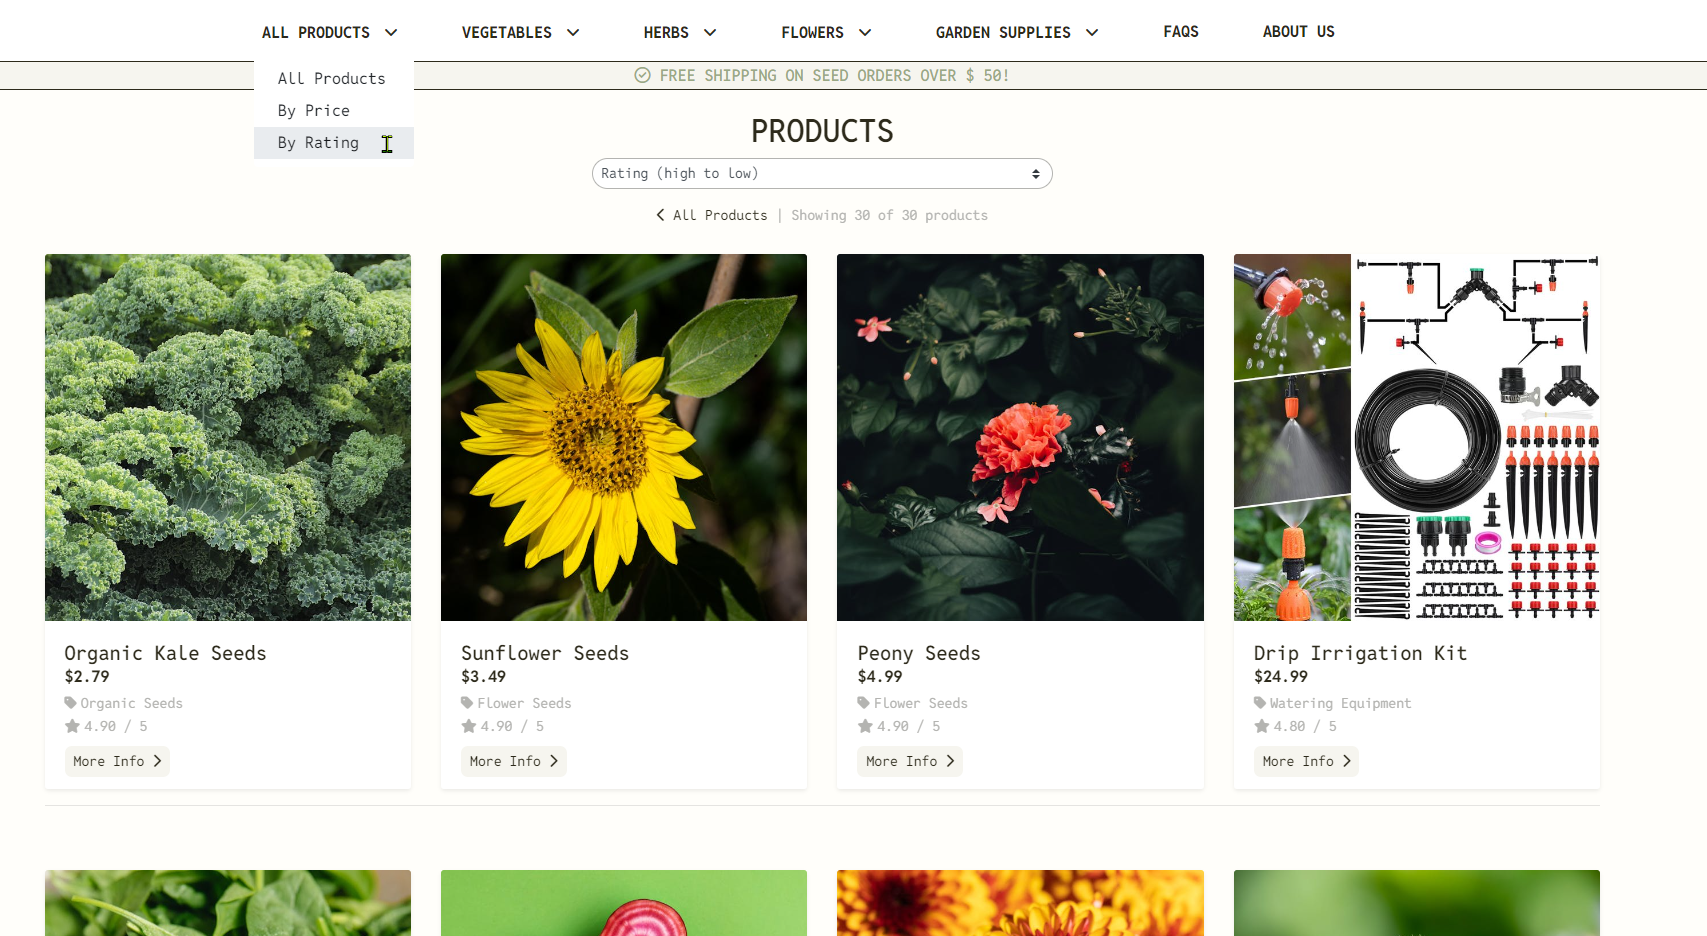 ALL PRODUCTS VEGETABLES HERBS FLOWERS GARDEN SUPPLIES FAQS ABOUT US
All Products
By Price
By Rating
FREE SHIPPING ON SEED ORDERS OVER $ 50!
PRODUCTS
Rating (high to low)
All Products | Showing 30 of 30 products
Organic Kale Seeds
$2.79
Organic Seeds
4.90 / 5
More Info
Sunflower Seeds
$3.49
Flower Seeds
4.90 / 5
More Info
Peony Seeds
$4.99
Flower Seeds
4.90 / 5
More Info
Drip Irrigation Kit
$24.99
Watering Equipment
4.80 / 5
More Info